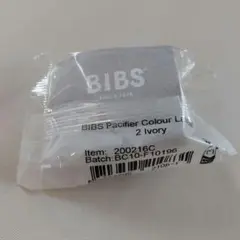 BIBS
BIBS Pacifier Colour L
2 Ivory
Item: 200216C
Batch: BC10-F10196